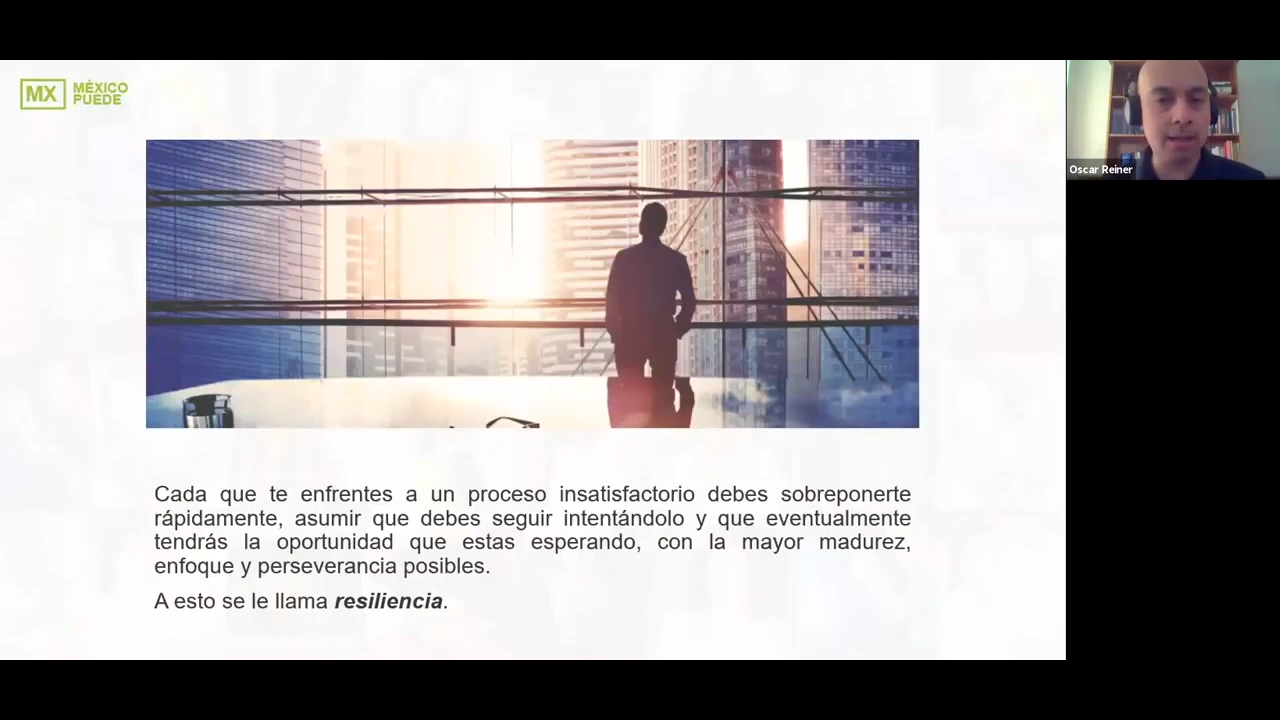 MX MÉXICO
PUEDE
Oscar Reiner
Cada que te enfrentes a un proceso insatisfactorio debes sobreponerte
rápidamente, asumir que debes seguir intentándolo y que eventualmente
tendrás la oportunidad que estas esperando, con la mayor madurez,
enfoque y perseverancia posibles.
A esto se le llama resiliencia.